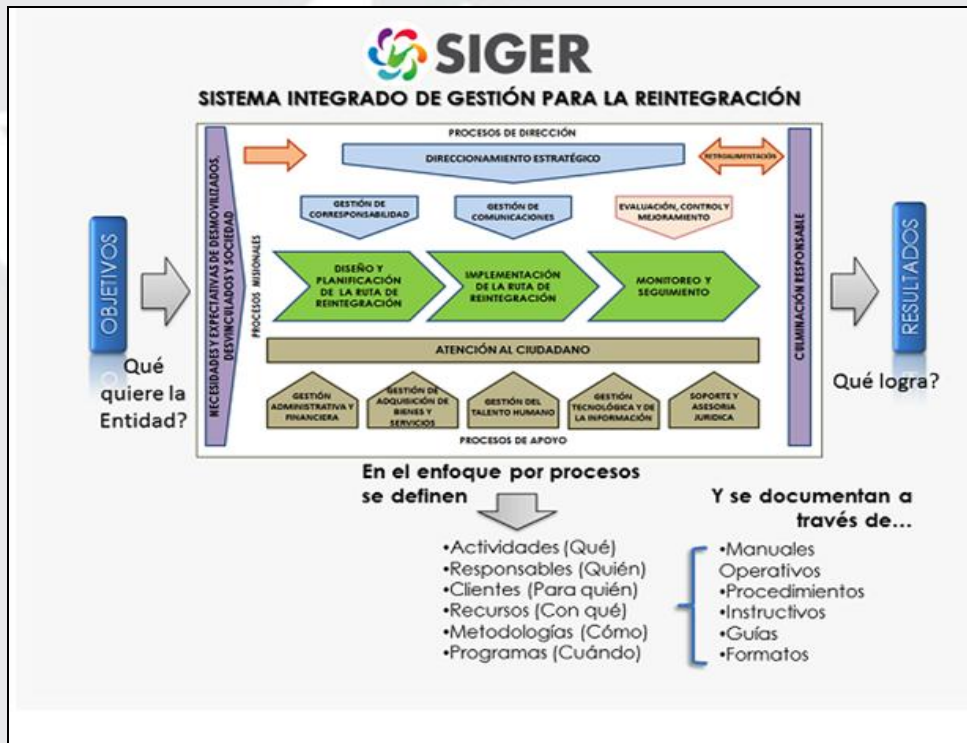 SIGER
SISTEMA INTEGRADO DE GESTIÓN PARA LA REINTEGRACIÓN
PROCESOS DE DIRECCIÓN
DIRECCIONAMIENTO ESTRATÉGICO
RETROALIMENTACIÓN
NECESIDADES Y EXPECTATIVAS DE DESMOVILIZADOS,
DESVINCULADOS Y SOCIEDAD
GESTIÓN DE
CORRESPONSABILIDAD
GESTIÓN DE
COMUNICACIONES
EVALUACIÓN, CONTROL Y
MEJORAMIENTO
OBJETIVOS
PROCESOS MISIONALES
DISEÑO Y
PLANIFICACIÓN
DE LA RUTA DE
REINTEGRACIÓN
IMPLEMENTACIÓN
DE LA RUTA DE
REINTEGRACIÓN
MONITOREO Y
SEGUIMIENTO
CULMINACIÓN RESPONSABLE
RESULTADOS
ATENCIÓN AL CIUDADANO
Qué
quiere la
Entidad?
Qué logra?
GESTIÓN
ADMINISTRATIVA Y
FINANCIERA
GESTIÓN DE
ADQUISICIÓN DE
BIENES Y
SERVICIOS
GESTIÓN DEL
TALENTO HUMANO
GESTIÓN
TECNOLÓGICA Y DE
LA INFORMACIÓN
SOPORTE Y
ASESORIA
JURIDICA
PROCESOS DE APOYO
En el enfoque por procesos
se definen
•Actividades (Qué)
•Responsables (Quién)
•Clientes (Para quién)
•Recursos (Con qué)
•Metodologías (Cómo)
•Programas (Cuándo)
Y se documentan a
través de...
•Manuales
Operativos
•Procedimientos
•Instructivos
•Guías
•Formatos